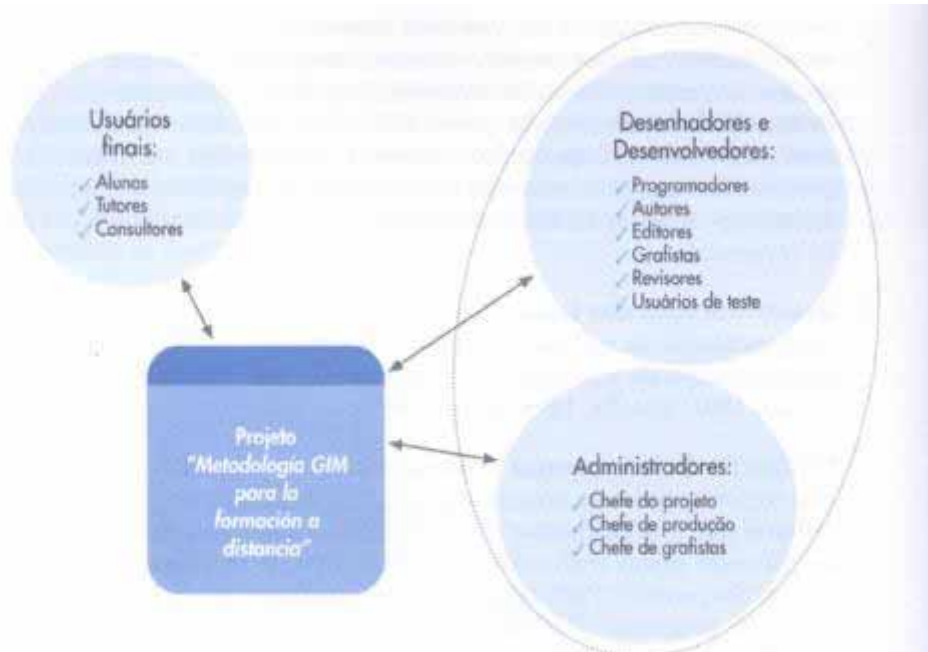 Usuários
finais:
✓ Alunos
✓ Tutores
✓ Consultores
Desenhadores e
Desenvolvedores:
✓ Programadores
✓ Autores
✓ Editores
✓ Grafistas
✓ Revisores
✓ Usuários de teste
Projeto
"Metodología GIM
para la
formación a
distancia"
Administradores:
✓ Chefe do projeto
✓ Chefe de produção
✓ Chefe de grafistas